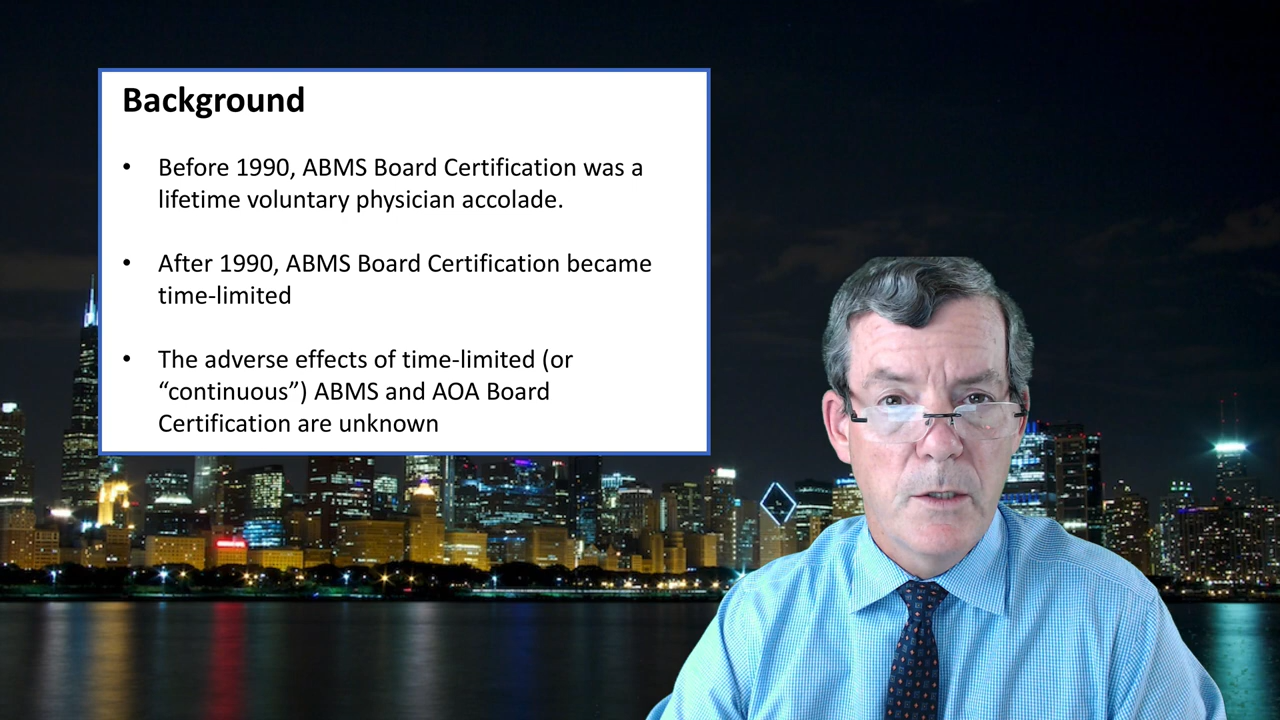 Background
• Before 1990, ABMS Board Certification was a
lifetime voluntary physician accolade.
• After 1990, ABMS Board Certification became
time-limited
• The adverse effects of time-limited (or
“continuous”) ABMS and AOA Board
Certification are unknown